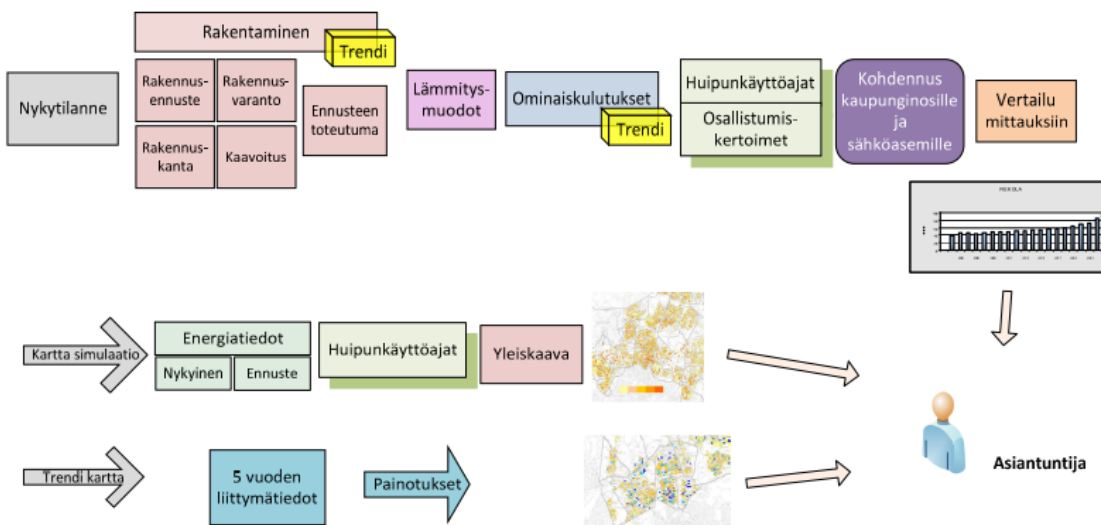 Rakentaminen
Trendi
Nykytilanne
Rakennus-
ennuste
Rakennus-
varanto
Rakennus-
kanta
Kaavoitus
Ennusteen
toteutuma
Lämmitys-
muodot
Ominaiskulutukset
Trendi
Huipunkäyttöajat
Osallistumis-
kertoimet
Kohdennus
kaupunginosille
ja
sähköasemille
Vertailu
mittauksiin
Kartta simulaatio
Energiatiedot
Nykyinen
Ennuste
Huipunkäyttöajat
Yleiskaava
Trendi kartta
5 vuoden
liittymätiedot
Painotukset
Asiantuntija